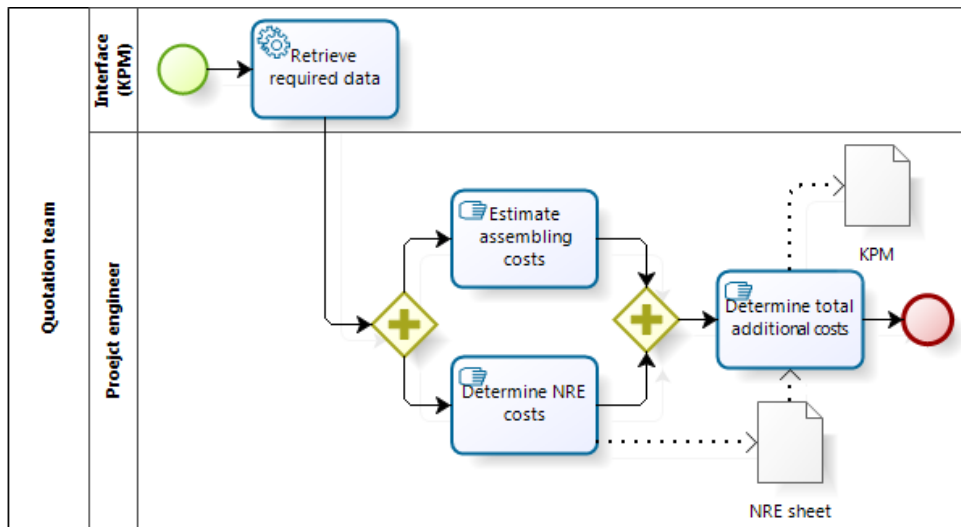 Quotation team
Interface
(KPM)
Retrieve
required data
Proejct enginer
Estimate
assembling
costs
KPM
Determine total
additional costs
Determine NRE
costs
NRE sheet